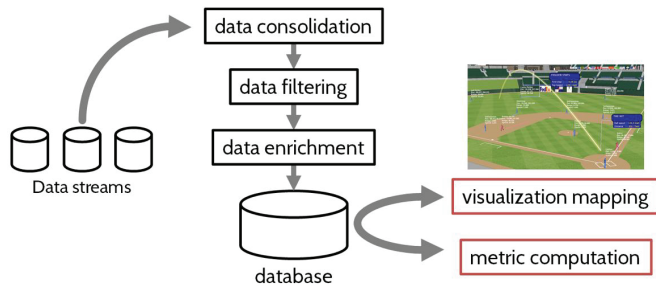 data consolidation
data filtering
data enrichment
Data streams
database
visualization mapping
metric computation